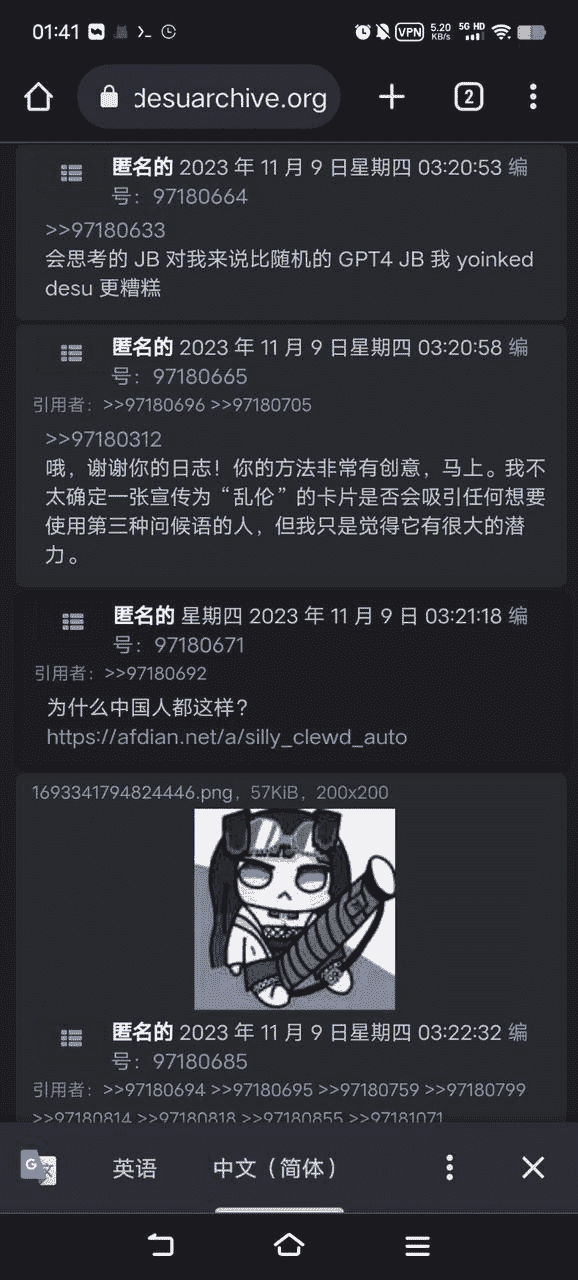 01:41
VPN 5.20 KB/s 5G HD
desuarchive.org
2
匿名的 2023 年 11 月 9 日星期四 03:20:53 编
号：97180664
>>97180633
会思考的 JB 对我来说比随机的 GPT4 JB 我 yoinked
desu 更糟糕
匿名的 2023 年 11 月 9 日星期四 03:20:58 编
号：97180665
引用者：>>97180696 >>97180705
>>97180312
哦，谢谢你的日志！你的方法非常有创意，马上。我不
太确定一张宣传为“乱伦”的卡片是否会吸引任何想要
使用第三种问候语的人，但我只是觉得它有很大的潜
力。
匿名的 星期四 2023 年 11 月 9 日 03:21:18 编
号：97180671
引用者：>>97180692
为什么中国人都这样？
https://afdian.net/a/silly_clewd_auto
1693341794824446.png，57KiB，200x200
匿名的 2023 年 11 月 9 日星期四 03:22:32 编
号：97180685
引用者：>>97180694 >>97180695 >>97180759 >>97180799
>>97180814 >>97180818 >>97180855 >>97181071
英语 中文（简体）